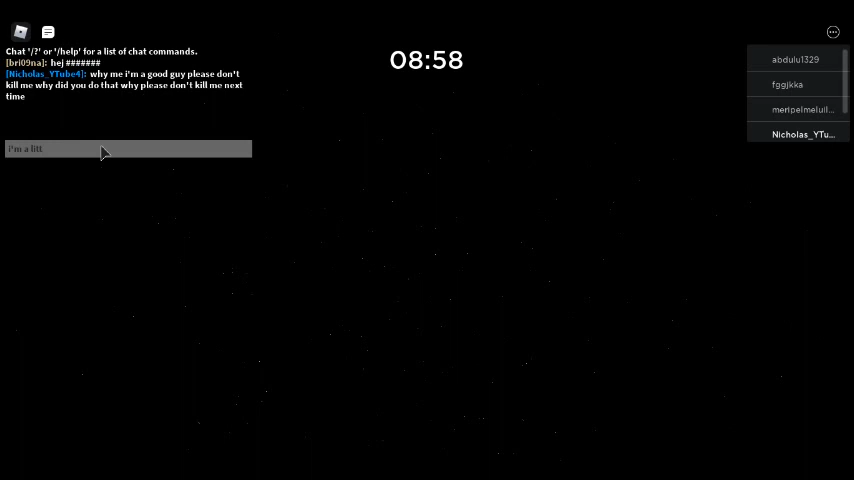 Chat '/?' or '/help' for a list of chat commands.
[bri09na]: hej #######
[Nicholas_YTube4]: why me i'm a good guy please don't
kill me why did you do that why please don't kill me next
time
I'm a litt
08:58
abdulu1329
fggjkka
meripelmeluil...
Nicholas_YTu...